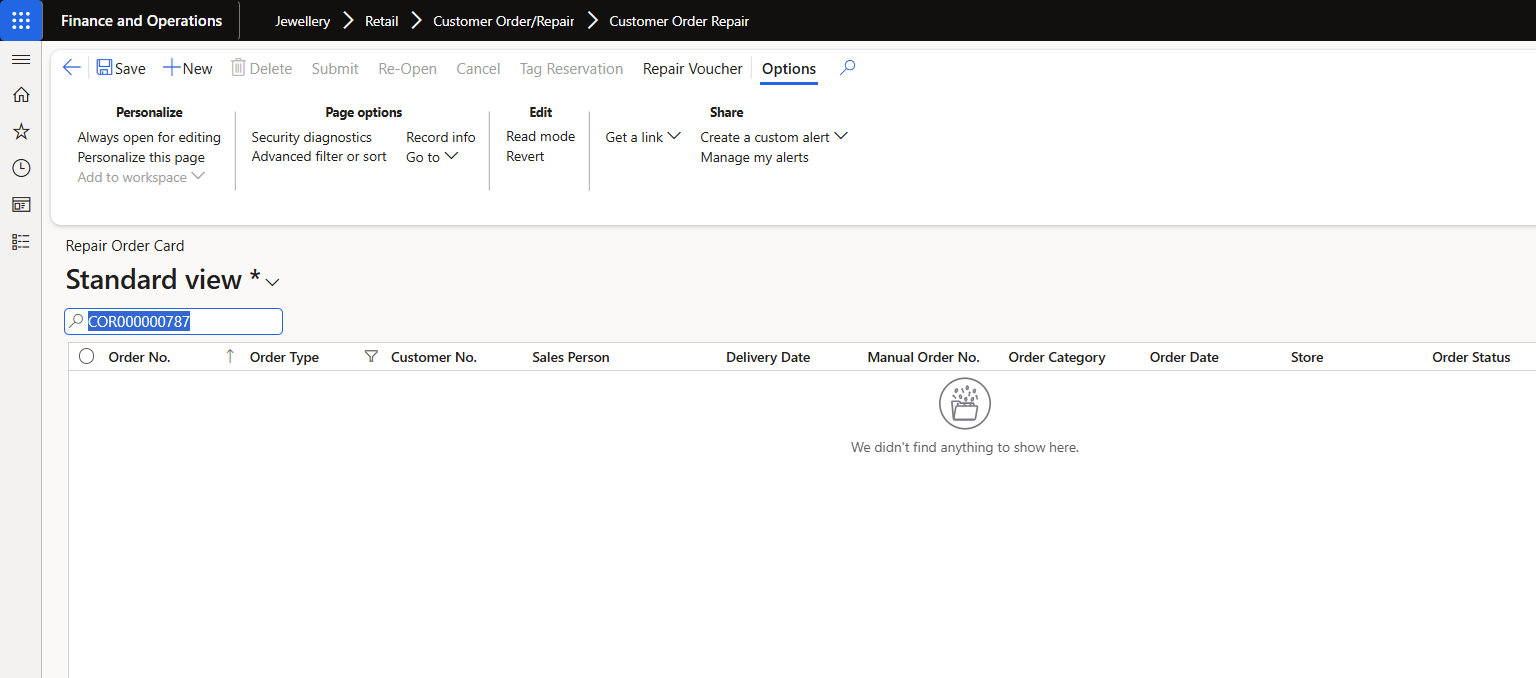 Finance and Operations
Jewellery Retail Customer Order/Repair Customer Order Repair
Save New Delete Submit Re-Open Cancel Tag Reservation Repair Voucher Options
Personalize
Always open for editing
Personalize this page
Add to workspace
Page options
Security diagnostics
Advanced filter or sort
Record info
Go to
Edit
Read mode
Revert
Share
Get a link
Create a custom alert
Manage my alerts
Repair Order Card
Standard view *
COR000000787
Order No. Order Type Customer No. Sales Person Delivery Date Manual Order No. Order Category Order Date Store Order Status
We didn't find anything to show here.